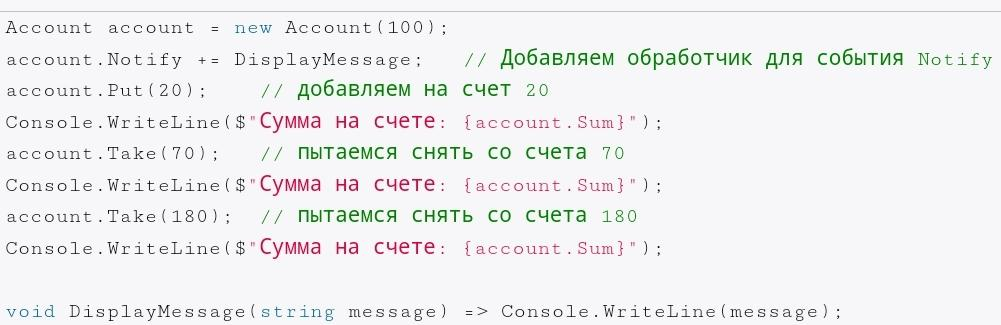 Account account = new Account(100);
account.Notify += DisplayMessage;   // Добавляем обработчик для события Notify
account.Put(20);    // добавляем на счет 20
Console.WriteLine($"Сумма на счете: {account.Sum}");
account.Take(70);   // пытаемся снять со счета 70
Console.WriteLine($"Сумма на счете: {account.Sum}");
account.Take(180);  // пытаемся снять со счета 180
Console.WriteLine($"Сумма на счете: {account.Sum}");
void DisplayMessage(string message) => Console.WriteLine(message);